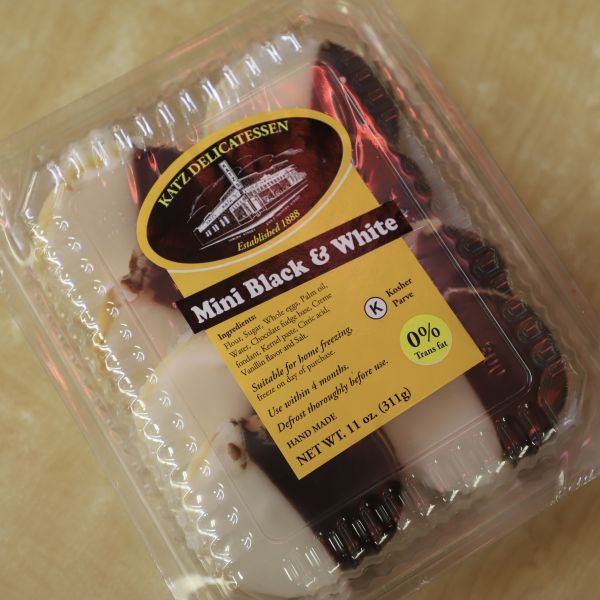 KATZ DELICATESSEN
Established 1888
Mini Black & White
Ingredients:
Flour, Sugar, Whole eggs, Palm oil,
Water, Chocolate fudge base, Creme
fondant, Kernel paste, Citric acid,
Vanillin flavor and Salt.
K
Kosher
Parve
Suitable for home freezing,
freeze on day of purchase.
Use within 4 months.
Defrost thoroughly before use.
0%
Trans fat
HAND MADE
NET WT. 11 oz. (311g)